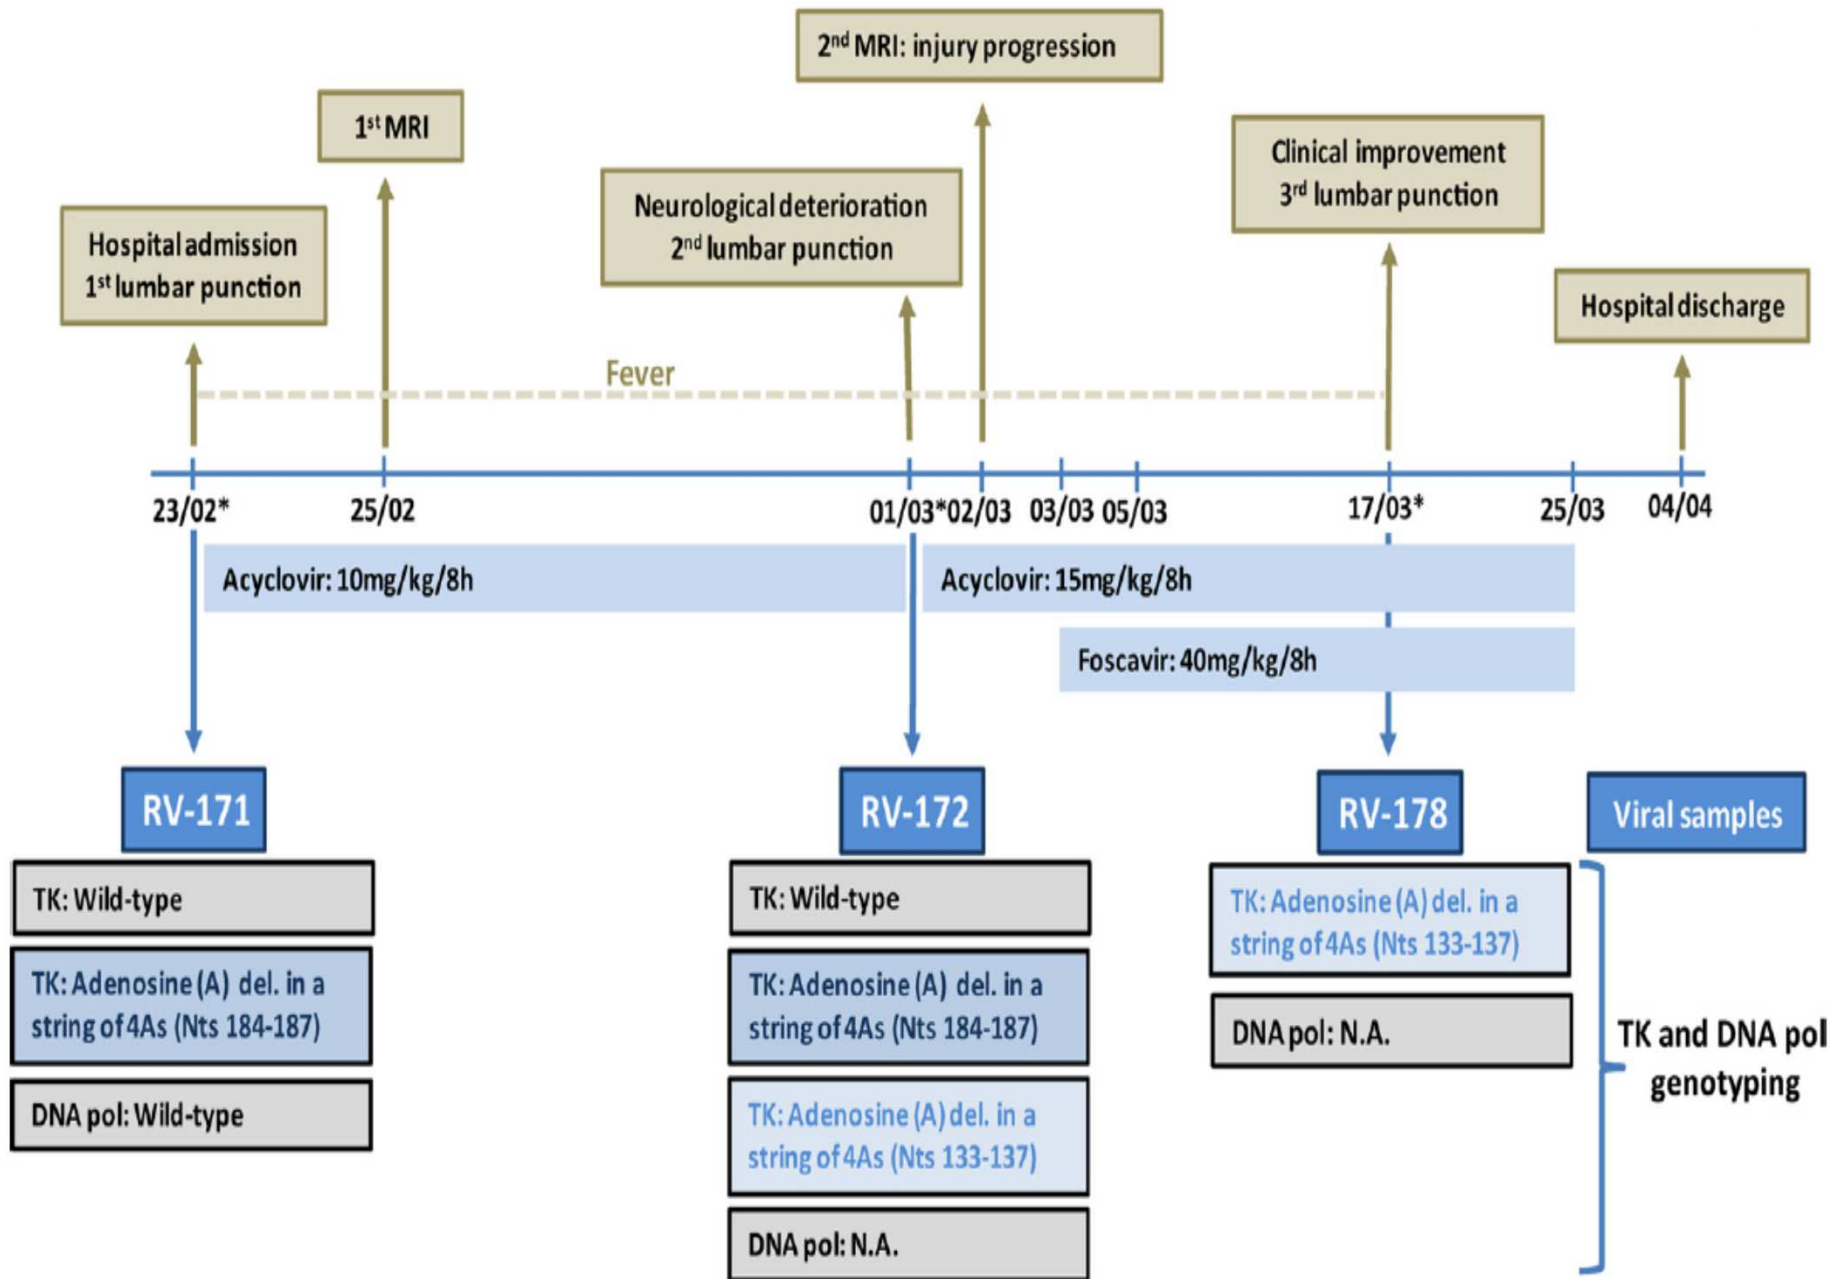 2nd MRI: injury progression
1st MRI
Clinical improvement
3rd lumbar punction
Neurological deterioration
2nd lumbar punction
Hospital admission
1st lumbar punction
Hospital discharge
Fever
23/02* 25/02 01/03* 02/03 03/03 05/03 17/03* 25/03 04/04
Acyclovir: 10mg/kg/8h
Acyclovir: 15mg/kg/8h
Foscavir: 40mg/kg/8h
RV-171
RV-172
RV-178
Viral samples
TK: Wild-type
TK: Adenosine (A) del. in a
string of 4As (Nts 184-187)
DNA pol: Wild-type
TK: Wild-type
TK: Adenosine (A) del. in a
string of 4As (Nts 184-187)
TK: Adenosine (A) del. in a
string of 4As (Nts 133-137)
DNA pol: N.A.
TK: Adenosine (A) del. in a
string of 4As (Nts 133-137)
DNA pol: N.A.
TK and DNA pol
genotyping